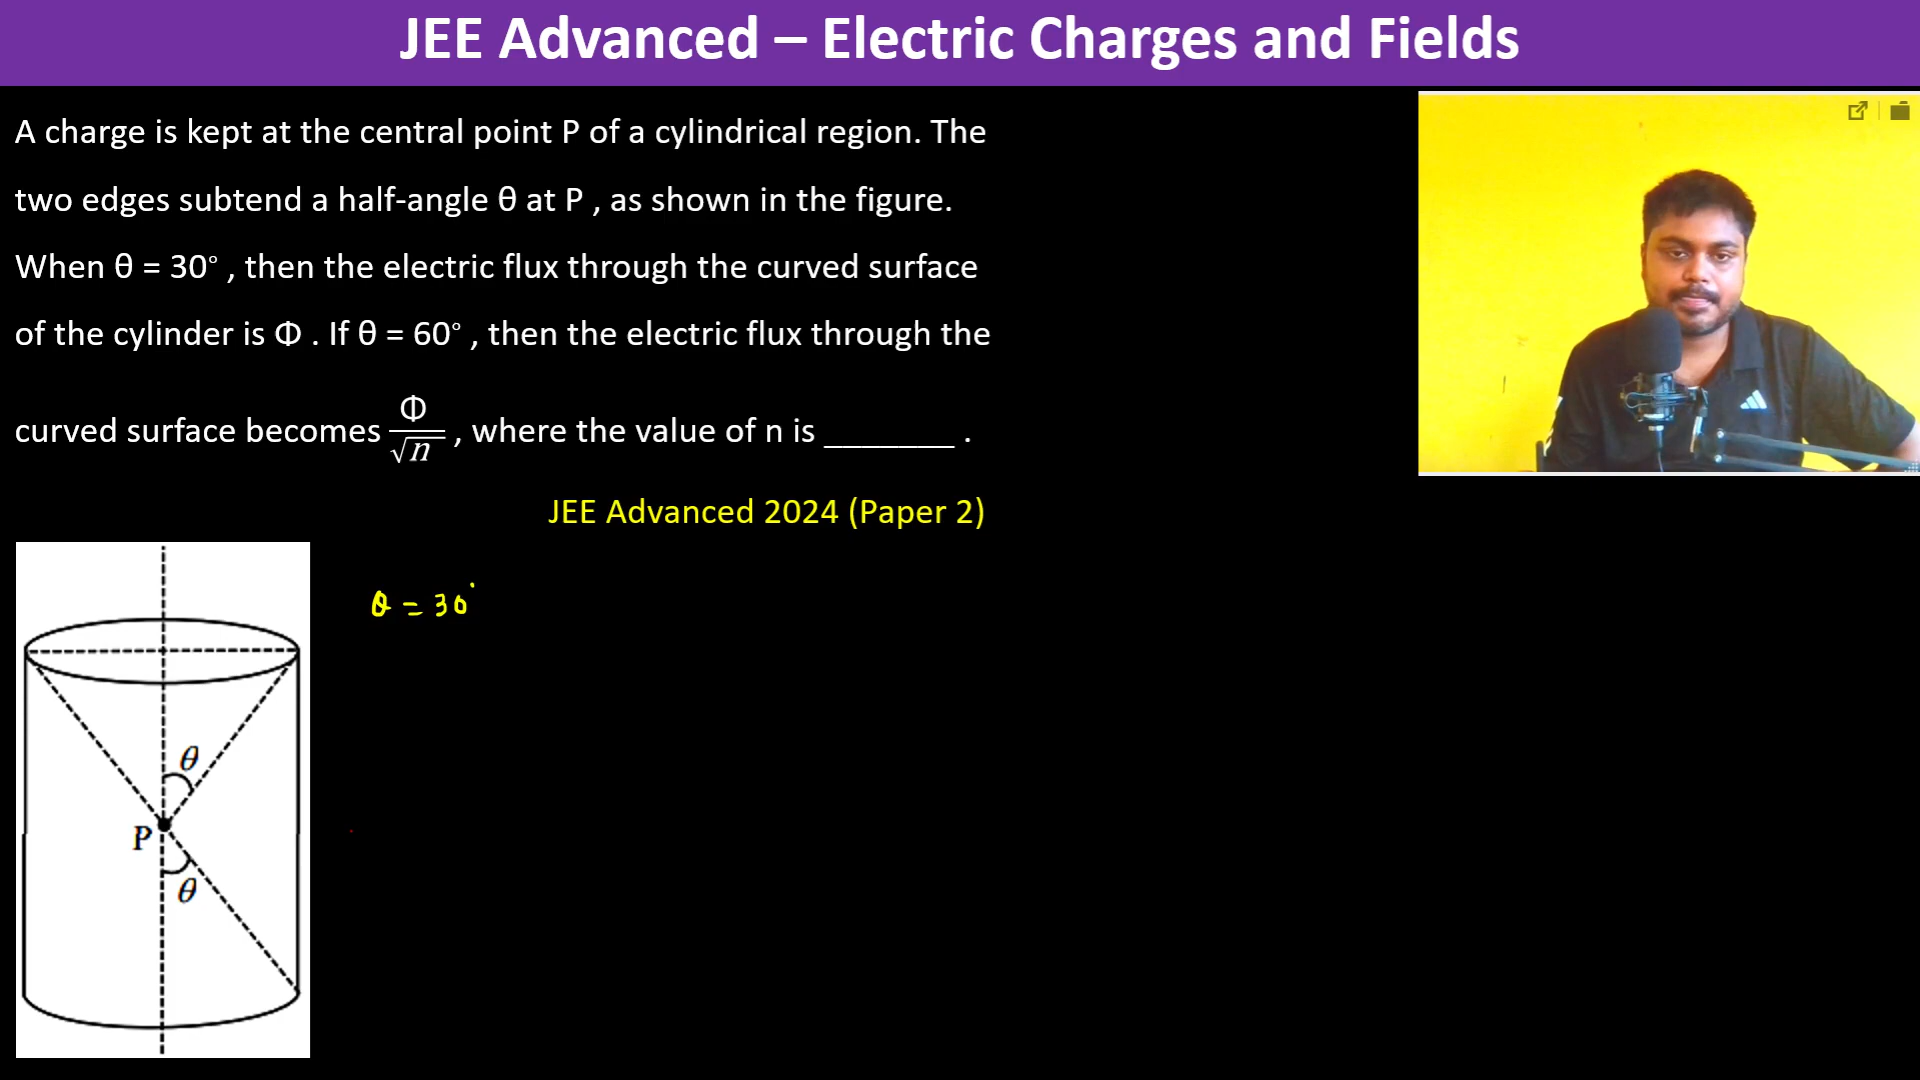 JEE Advanced – Electric Charges and Fields
A charge is kept at the central point P of a cylindrical region. The
two edges subtend a half-angle θ at P , as shown in the figure.
When θ = 30° , then the electric flux through the curved surface
of the cylinder is Φ . If θ = 60° , then the electric flux through the
curved surface becomes Φ/√n , where the value of n is _______ .
JEE Advanced 2024 (Paper 2)
θ = 30°
θ
P
θ